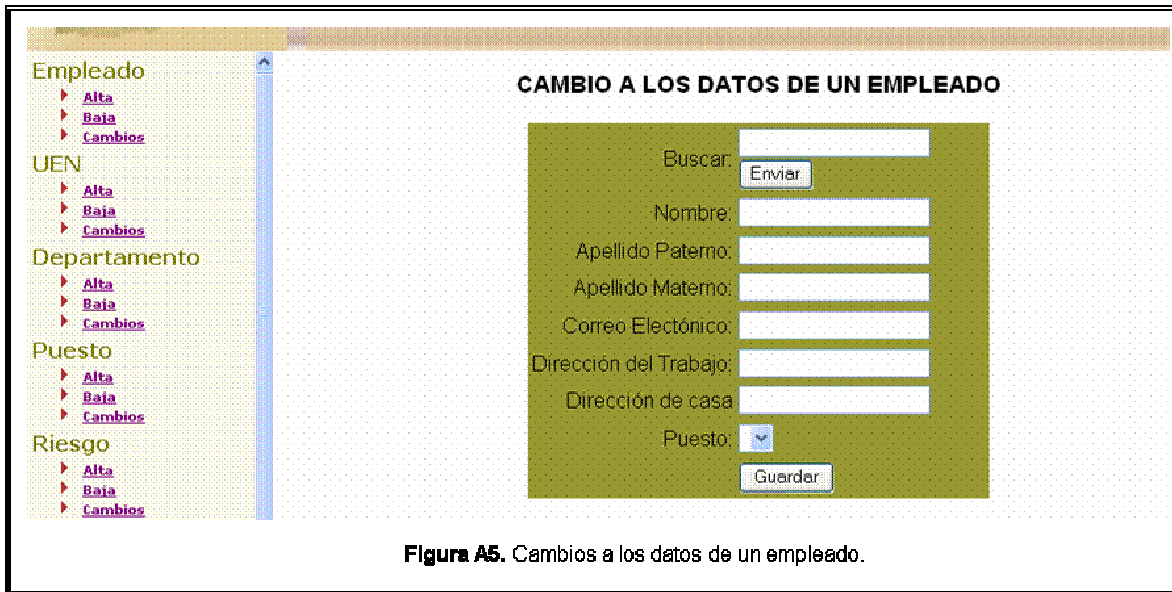 Empleado
Alta
Baja
Cambios
UEN
Alta
Baja
Cambios
Departamento
Alta
Baja
Cambios
Puesto
Alta
Baja
Cambios
Riesgo
Alta
Baja
Cambios
CAMBIO A LOS DATOS DE UN EMPLEADO
Buscar:
Enviar
Nombre:
Apellido Paterno:
Apellido Materno:
Correo Electónico:
Dirección del Trabajo:
Dirección de casa
Puesto:
Guardar
Figura A5. Cambios a los datos de un empleado.